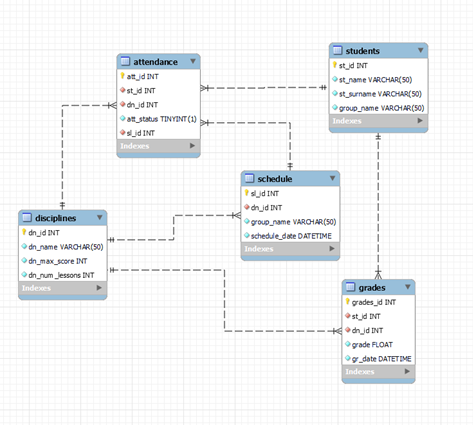 attendance
att_id INT
st_id INT
dn_id INT
att_status TINYINT(1)
sl_id INT
Indexes
students
st_id INT
st_name VARCHAR(50)
st_surname VARCHAR(50)
group_name VARCHAR(50)
Indexes
schedule
sl_id INT
dn_id INT
group_name VARCHAR(50)
schedule_date DATETIME
Indexes
disciplines
dn_id INT
dn_name VARCHAR(50)
dn_max_score INT
dn_num_lessons INT
Indexes
grades
grades_id INT
st_id INT
dn_id INT
grade FLOAT
gr_date DATETIME
Indexes